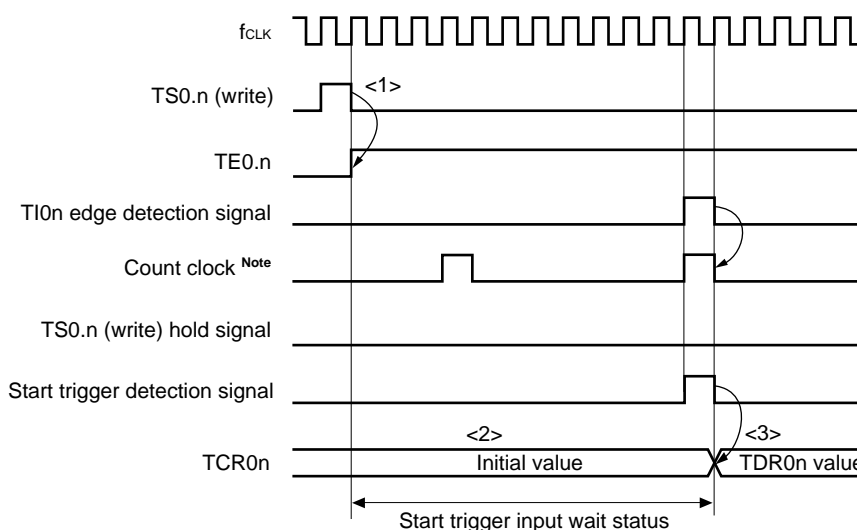 fCLK
TS0.n (write)
<1>
TE0.n
TI0n edge detection signal
Count clock Note
TS0.n (write) hold signal
Start trigger detection signal
<2>
<3>
TCR0n
Initial value
TDR0n value
Start trigger input wait status